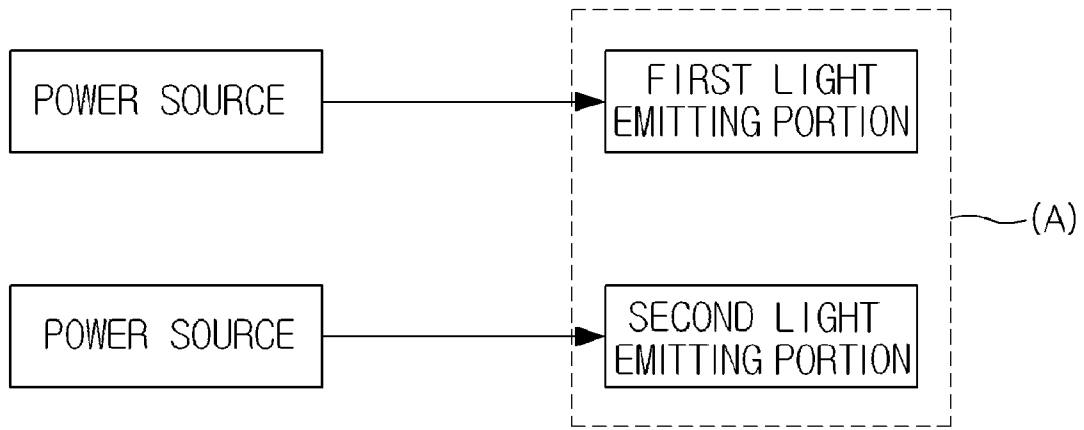 POWER SOURCE
FIRST LIGHT
EMITTING PORTION
(A)
POWER SOURCE
SECOND LIGHT
EMITTING PORTION